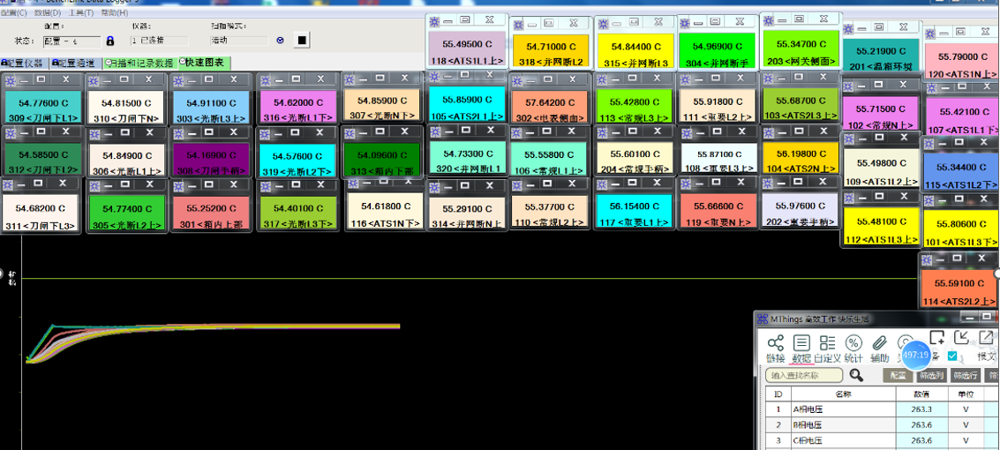 BenchLink Data Logger 3
配置(C) 数据(D) 工具(T) 帮助(H)
配置: 仪器: 扫描模式:
状态: 配置 - 4 1 已连接 活动
配置仪器 配置通道 扫描和记录数据 快速图表
55.49500 C
118 <ATS1L1上>
54.71000 C
318 <并网断L2
54.84400 C
315 <并网断L3
54.96900 C
304 <并网断手
55.34700 C
203 <网关侧面>
55.21900 C
201 <温箱环境
55.79000 C
120 <ATS1N上>
54.77600 C
309 <刀闸下L1>
54.81500 C
310 <刀闸下N>
54.91100 C
303 <光断L3上>
54.62000 C
316 <光断L1下>
54.85900 C
307 <光断N下>
55.85900 C
105 <ATS2L1上>
57.64200 C
302 <电表侧面>
55.42800 C
113 <常规L3上>
55.91800 C
111 <重要L2上>
55.68700 C
103 <ATS2L3上>
55.71500 C
102 <常规N上>
55.42100 C
107 <ATS1L1下>
54.58500 C
312 <刀闸下L2>
54.84900 C
306 <光断L1上>
54.16900 C
308 <刀闸手柄>
54.57600 C
319 <光断L2下>
54.09600 C
313 <箱内下部
54.73300 C
320 <并网断L1
55.55800 C
106 <常规L1上>
55.60100 C
204 <常规手柄>
55.87100 C
108 <重要L3上>
56.19800 C
104 <ATS2N上>
55.49800 C
109 <ATS1L2上>
55.34400 C
115 <ATS1L2下>
54.68200 C
311 <刀闸下L3>
54.77400 C
305 <光断L2上>
55.25200 C
301 <箱内上部
54.40100 C
317 <光断L3下>
54.61800 C
116 <ATS1N下>
55.29100 C
314 <并网断N上
55.37700 C
110 <常规L2上>
56.15400 C
117 <重要L1上>
55.66600 C
119 <重要N上>
55.97600 C
202 <重要手柄>
55.48100 C
112 <ATS1L3上>
55.80600 C
101 <ATS1L3下>
55.59100 C
114 <ATS2L2上>
MThings 高效工作 快乐生活
链接 数据 自定义 统计 辅助 报文
497:19
输入查找名称 配置 筛选列 筛选行
ID 名称 数值 单位
1 A相电压 263.3 V
2 B相电压 263.6 V
3 C相电压 263.6 V